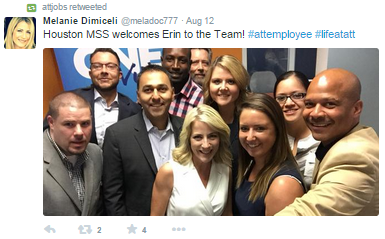 attjobs retweeted
Melanie Dimiceli @meladoc777 · Aug 12
Houston MSS welcomes Erin to the Team! #attemployee #lifeatatt
2
4